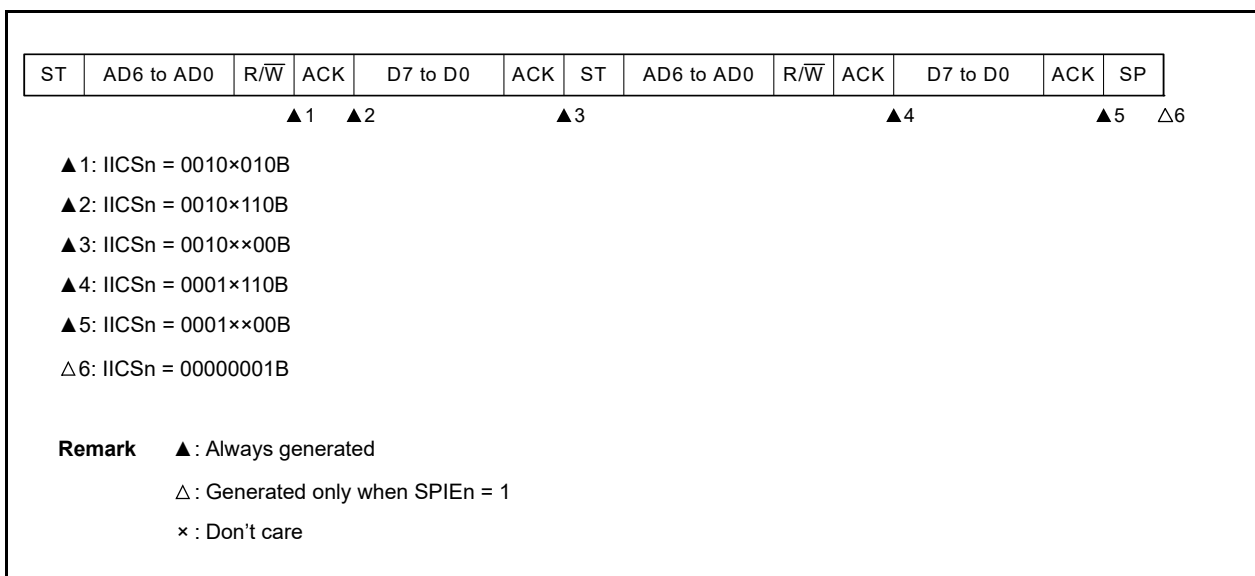 ST AD6 to AD0 R/W̅ ACK D7 to D0 ACK ST AD6 to AD0 R/W̅ ACK D7 to D0 ACK SP
▲1 ▲2 ▲3 ▲4 ▲5 △6
▲1: IICSn = 0010×010B
▲2: IICSn = 0010×110B
▲3: IICSn = 0010××00B
▲4: IICSn = 0001×110B
▲5: IICSn = 0001××00B
△6: IICSn = 00000001B
Remark ▲: Always generated
△: Generated only when SPIEn = 1
×: Don't care